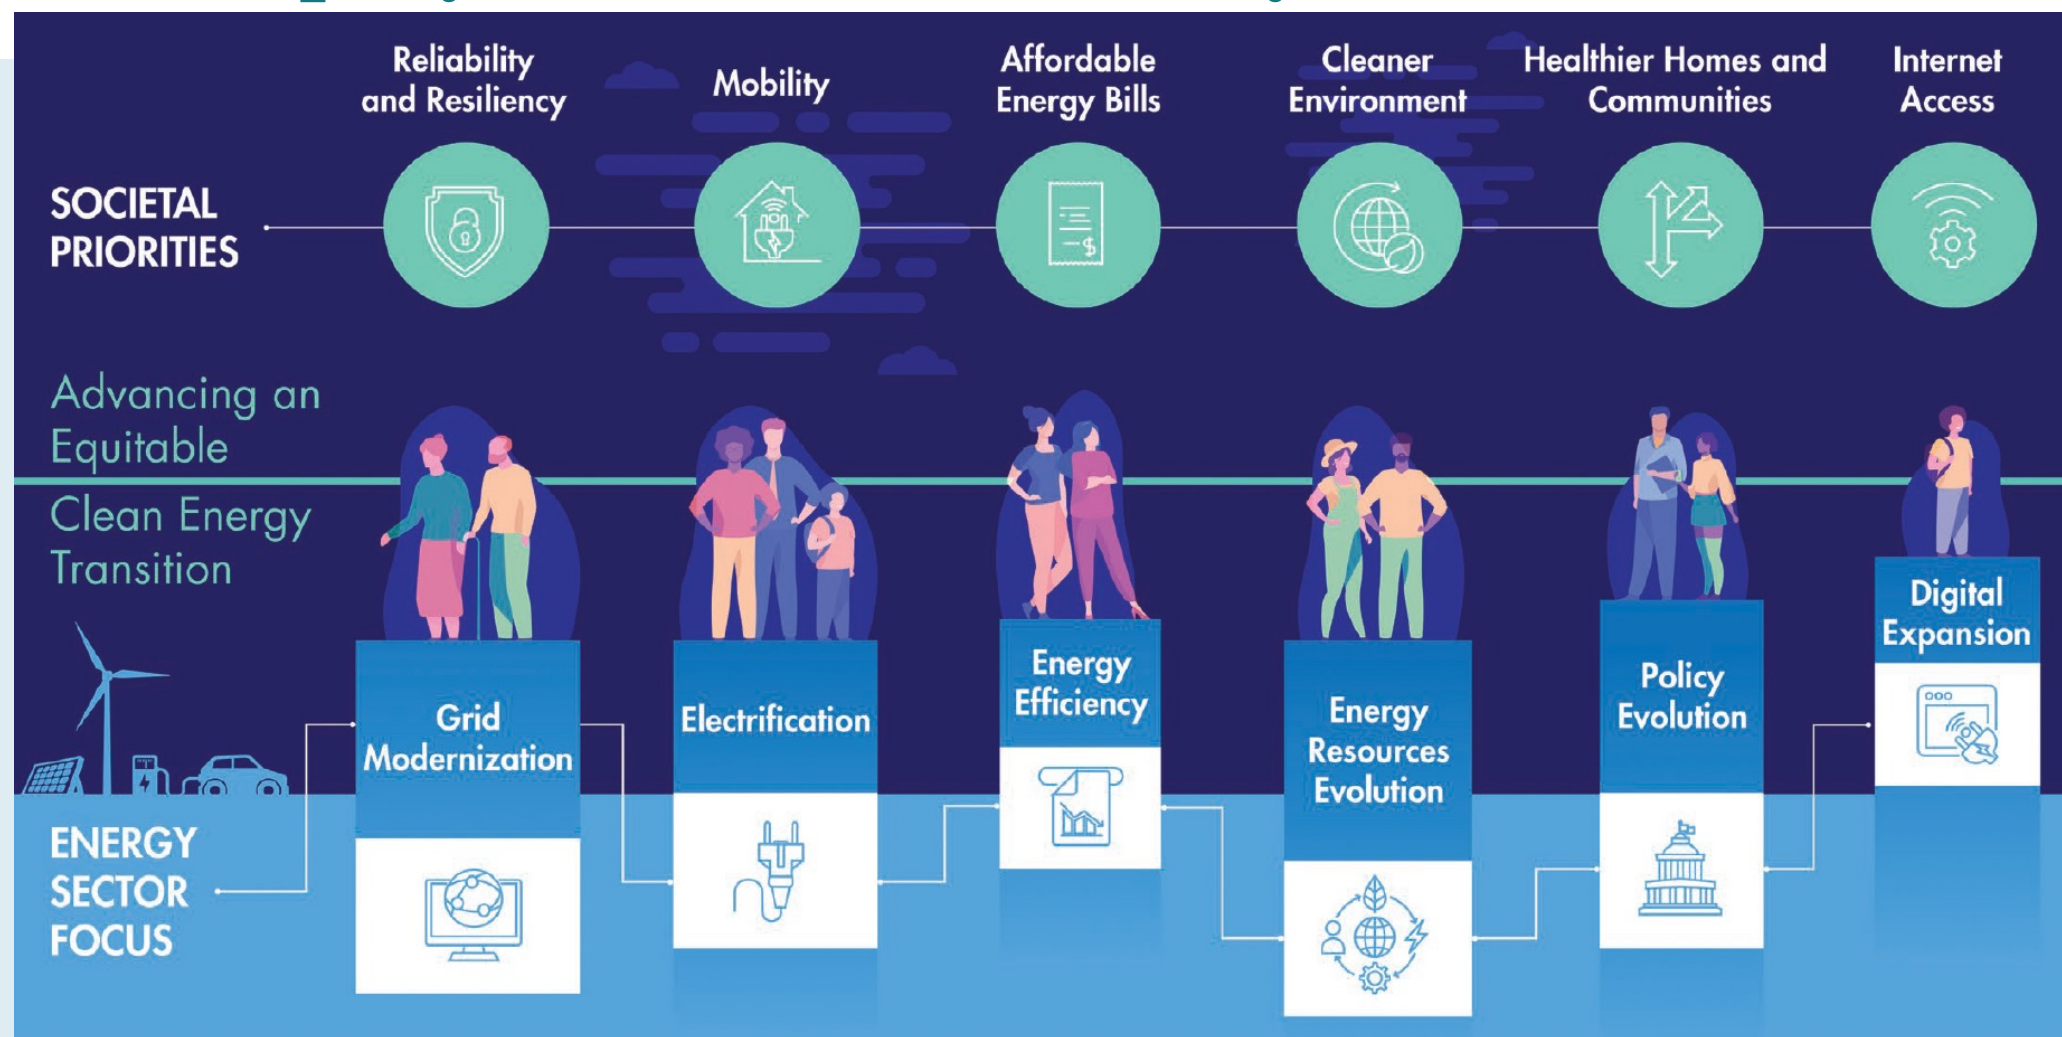 Reliability
and Resiliency
Mobility
Affordable
Energy Bills
Cleaner
Environment
Healthier Homes and
Communities
Internet
Access
SOCIETAL
PRIORITIES
$
Advancing an
Equitable
Clean Energy
Transition
Grid
Modernization
Electrification
Energy
Efficiency
Energy
Resources
Evolution
Policy
Evolution
Digital
Expansion
ENERGY
SECTOR
FOCUS